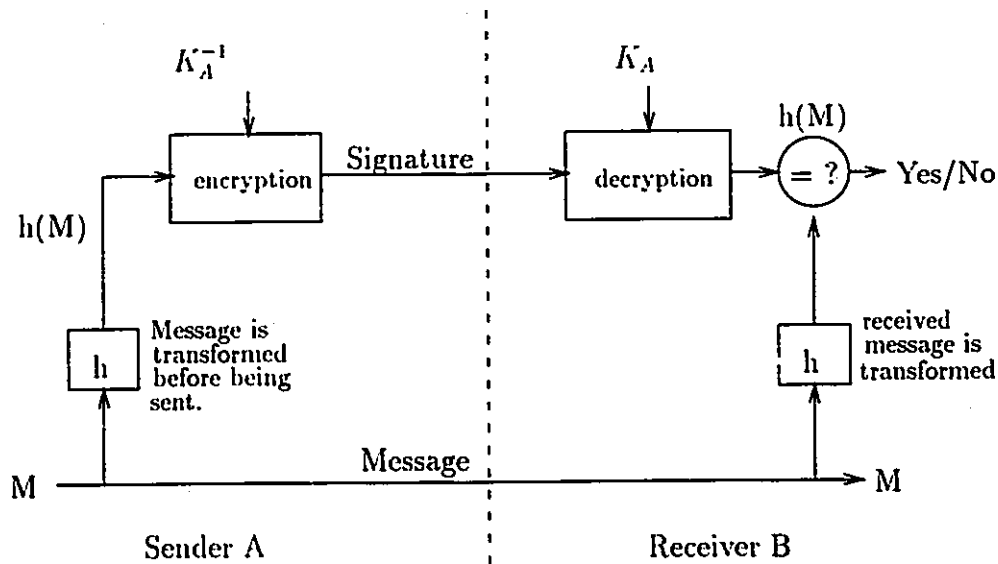 K_A^{-1}
K_A
h(M)
encryption
Signature
decryption
= ?
Yes/No
h(M)
h
Message is
transformed
before being
sent.
h
received
message is
transformed
M
Message
M
Sender A
Receiver B